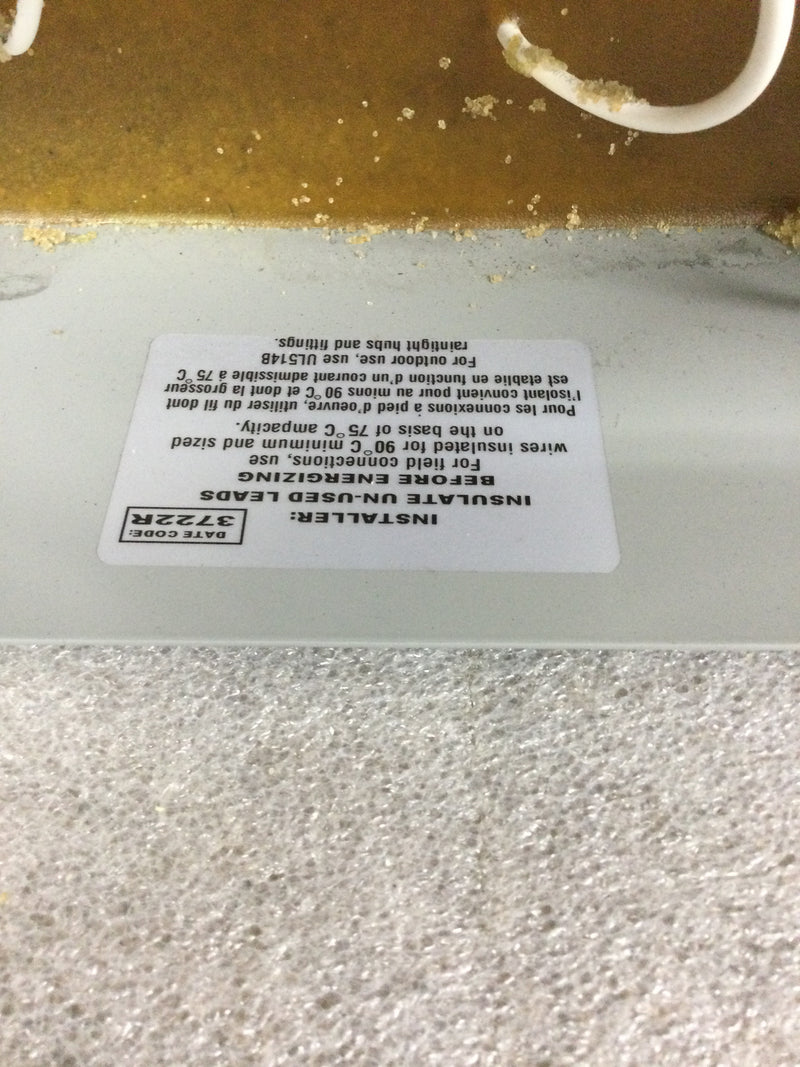 INSTALLER:
INSULATE UN-USED LEADS
BEFORE ENERGIZING
DATE CODE:
3722R
For field connections, use
wires insulated for 90°C minimum and sized
on the basis of 75°C ampacity.
Pour les connexions à pied d'oeuvre, utiliser du fil dont
l'isolant convient pour au mions 90°C et dont la grosseur
est etablie en function d'un courant admissible à 75°C
For outdoor use, use UL514B
raintight hubs and fittings.